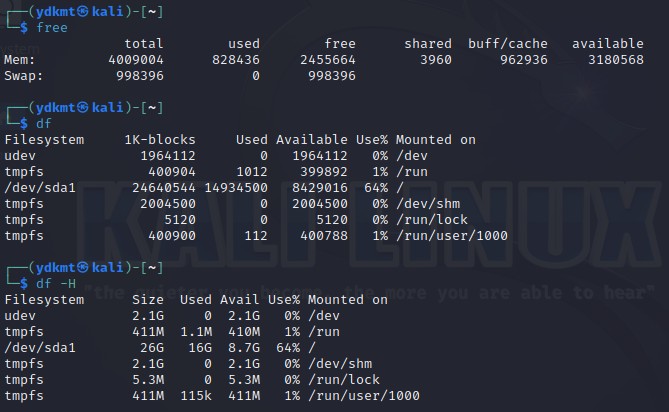 ┌──(ydkmt㉿kali)-[~]
└─$ free
               total        used        free      shared  buff/cache   available
Mem:         4009004      828436     2455664        3960      962936     3180568
Swap:         998396           0      998396

┌──(ydkmt㉿kali)-[~]
└─$ df
Filesystem     1K-blocks     Used Available Use% Mounted on
udev             1964112        0   1964112   0% /dev
tmpfs             400904     1012    399892   1% /run
/dev/sda1       24640544 14934500   8429016  64% /
tmpfs            2004500        0   2004500   0% /dev/shm
tmpfs               5120        0      5120   0% /run/lock
tmpfs             400900      112    400788   1% /run/user/1000
KALI LINUX

┌──(ydkmt㉿kali)-[~]
└─$ df -H
"the quieter you become, the more you are able to hear"
Filesystem      Size  Used Avail Use% Mounted on
udev            2.1G     0  2.1G   0% /dev
tmpfs           411M  1.1M  410M   1% /run
/dev/sda1        26G   16G  8.7G  64% /
tmpfs           2.1G     0  2.1G   0% /dev/shm
tmpfs           5.3M     0  5.3M   0% /run/lock
tmpfs           411M  115k  411M   1% /run/user/1000